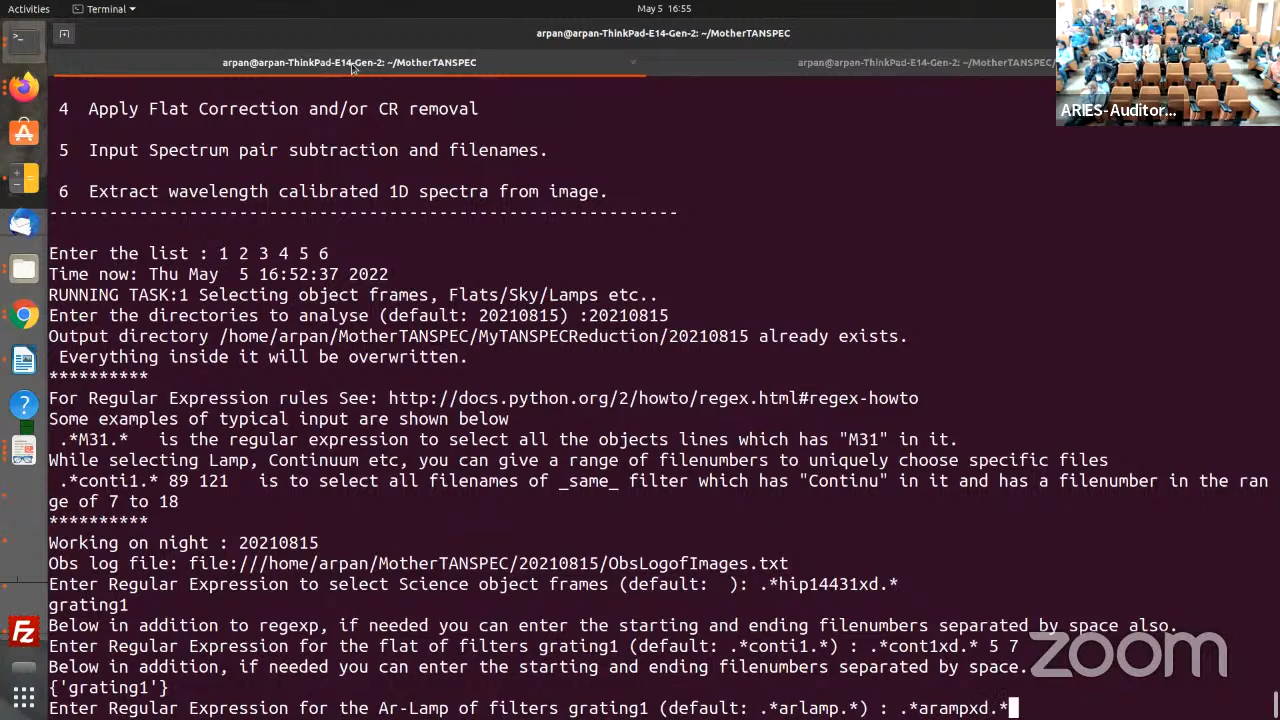 Activities
Terminal
May 5 16:55
arpan@arpan-ThinkPad-E14-Gen-2: ~/MotherTANSPEC
arpan@arpan-ThinkPad-E14-Gen-2: ~/MotherTANSPEC
arpan@arpan-ThinkPad-E14-Gen-2: ~/MotherTANSPEC/
ARIES-Auditor...
4 Apply Flat Correction and/or CR removal
5 Input Spectrum pair subtraction and filenames.
6 Extract wavelength calibrated 1D spectra from image.
---------------------------------------------------------------
Enter the list : 1 2 3 4 5 6
Time now: Thu May  5 16:52:37 2022
RUNNING TASK:1 Selecting object frames, Flats/Sky/Lamps etc..
Enter the directories to analyse (default: 20210815) :20210815
Output directory /home/arpan/MotherTANSPEC/MyTANSPECReduction/20210815 already exists.
Everything inside it will be overwritten.
**********
For Regular Expression rules See: http://docs.python.org/2/howto/regex.html#regex-howto
Some examples of typical input are shown below
.*M31.*   is the regular expression to select all the objects lines which has "M31" in it.
While selecting Lamp, Continuum etc, you can give a range of filenumbers to uniquely choose specific files
.*conti1.* 89 121   is to select all filenames of _same_ filter which has "Continu" in it and has a filenumber in the ran
ge of 7 to 18
**********
Working on night : 20210815
Obs log file: file:///home/arpan/MotherTANSPEC/20210815/ObsLogofImages.txt
Enter Regular Expression to select Science object frames (default:  ): .*hip14431xd.*
grating1
Below in addition to regexp, if needed you can enter the starting and ending filenumbers separated by space also.
Enter Regular Expression for the flat of filters grating1 (default: .*conti1.*) : .*cont1xd.* 5 7
Below in addition, if needed you can enter the starting and ending filenumbers separated by space.
{'grating1'}
Enter Regular Expression for the Ar-Lamp of filters grating1 (default: .*arlamp.*) : .*arampxd.*
zoom